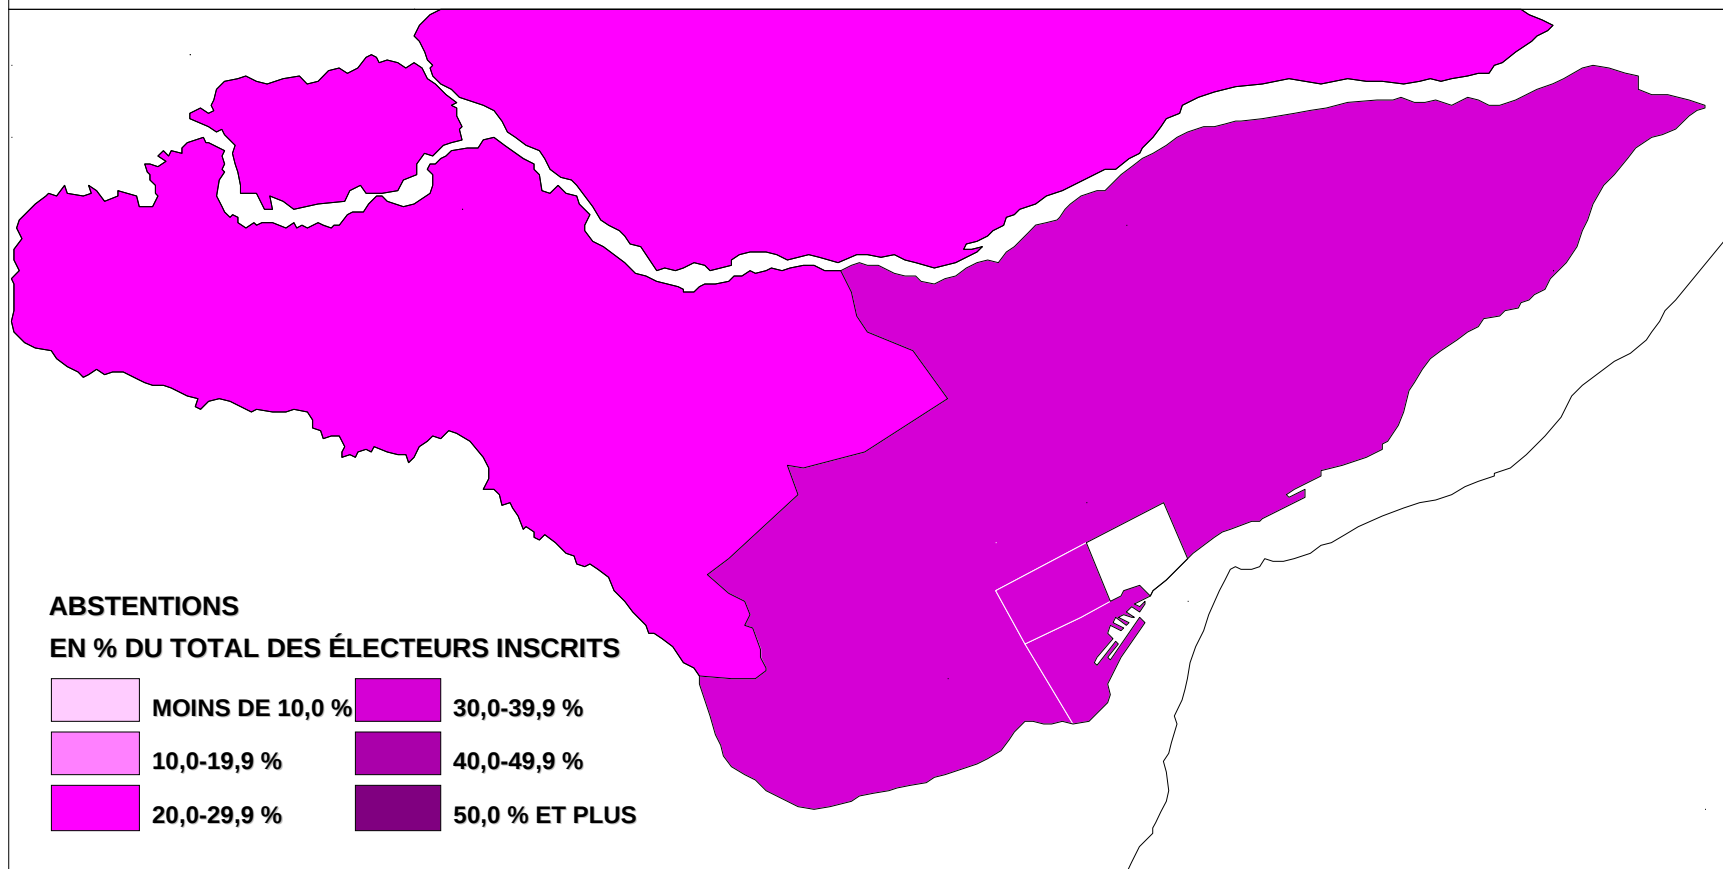 ABSTENTIONS
EN % DU TOTAL DES ÉLECTEURS INSCRITS
MOINS DE 10,0 %
10,0-19,9 %
20,0-29,9 %
30,0-39,9 %
40,0-49,9 %
50,0 % ET PLUS